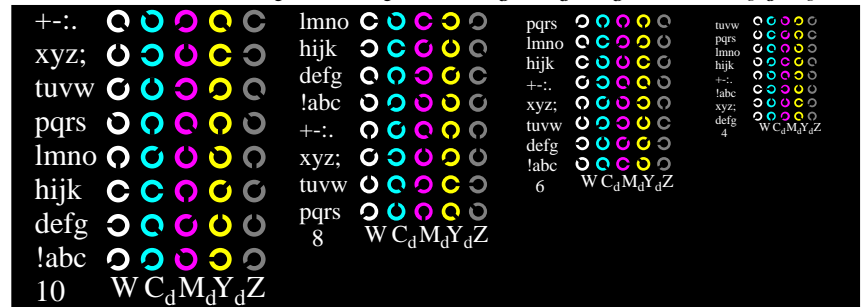 +-:.
xyz;
tuvw
pqrs
lmno
hijk
defg
!abc
10 W C_d M_d Y_d Z
lmno
hijk
defg
!abc
+-:.
xyz;
tuvw
pqrs
8 W C_d M_d Y_d Z
pqrs
lmno
hijk
+-:.
xyz;
tuvw
defg
!abc
6 W C_d M_d Y_d Z
tuvw
pqrs
lmno
hijk
+-:.
!abc
xyz;
defg
4 W C_d M_d Y_d Z